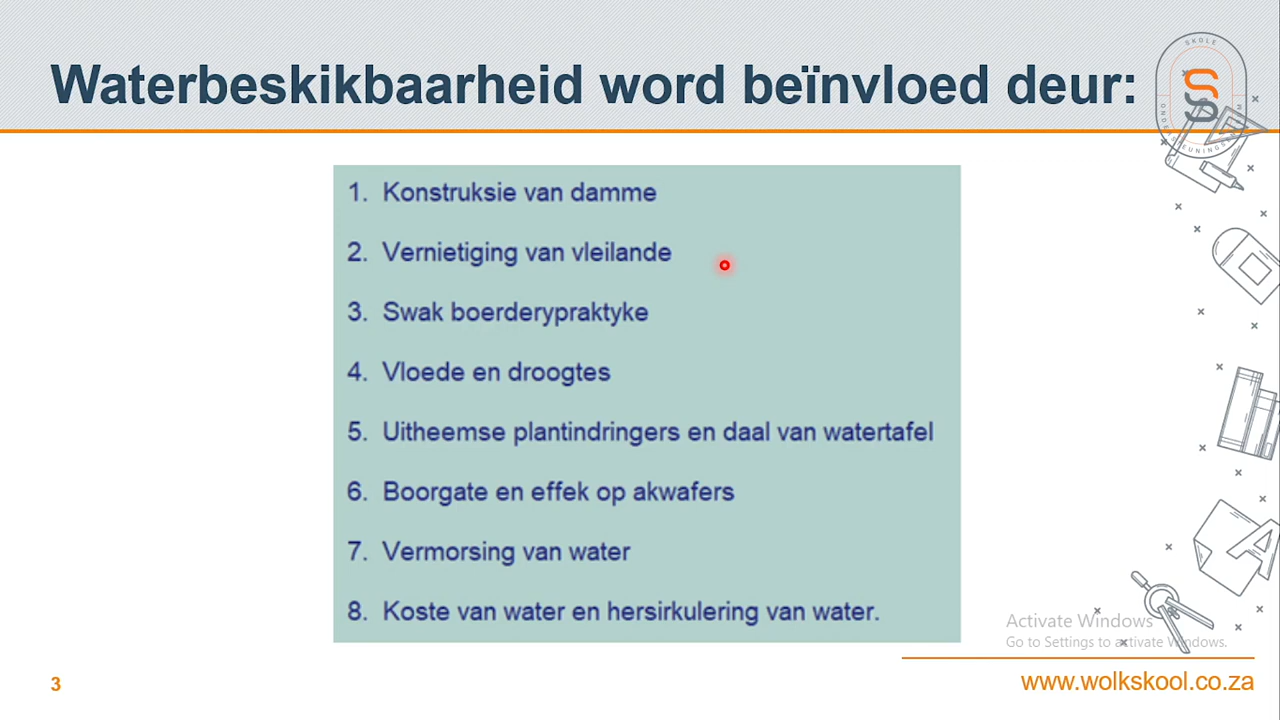 Waterbeskikbaarheid word beïnvloed deur:
SKOLE
1. Konstruksie van damme
2. Vernietiging van vleilande
3. Swak boerderypraktyke
4. Vloede en droogtes
5. Uitheemse plantindringers en daal van watertafel
6. Boorgate en effek op akwafers
7. Vermorsing van water
8. Koste van water en hersirkulering van water.
Activate Windows
Go to Settings to activate Windows.
3
www.wolkskool.co.za